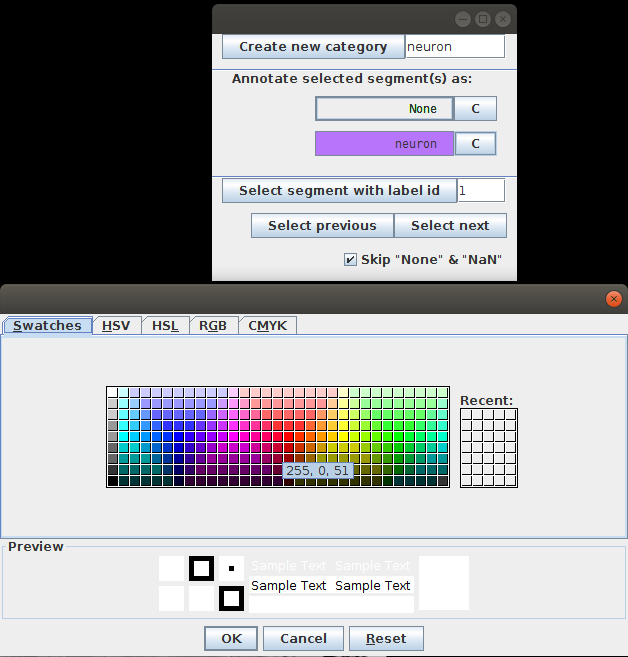 Create new category neuron
Annotate selected segment(s) as:
None C
neuron C
Select segment with label id 1
Select previous Select next
Skip "None" & "NaN"
Swatches HSV HSL RGB CMYK
Recent:
255, 0, 51
Preview
Sample Text Sample Text
Sample Text Sample Text
OK Cancel Reset